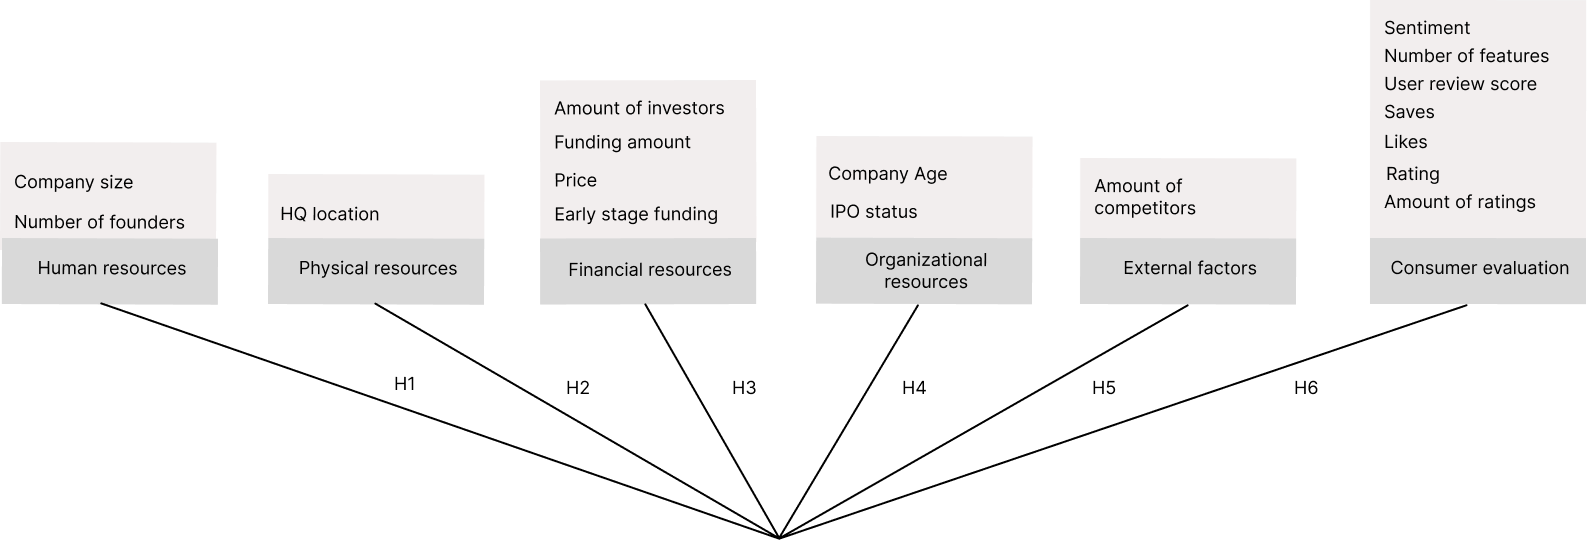 Company size
Number of founders
Human resources
HQ location
Physical resources
Amount of investors
Funding amount
Price
Early stage funding
Financial resources
Company Age
IPO status
Organizational
resources
Amount of
competitors
External factors
Sentiment
Number of features
User review score
Saves
Likes
Rating
Amount of ratings
Consumer evaluation
H1
H2
H3
H4
H5
H6